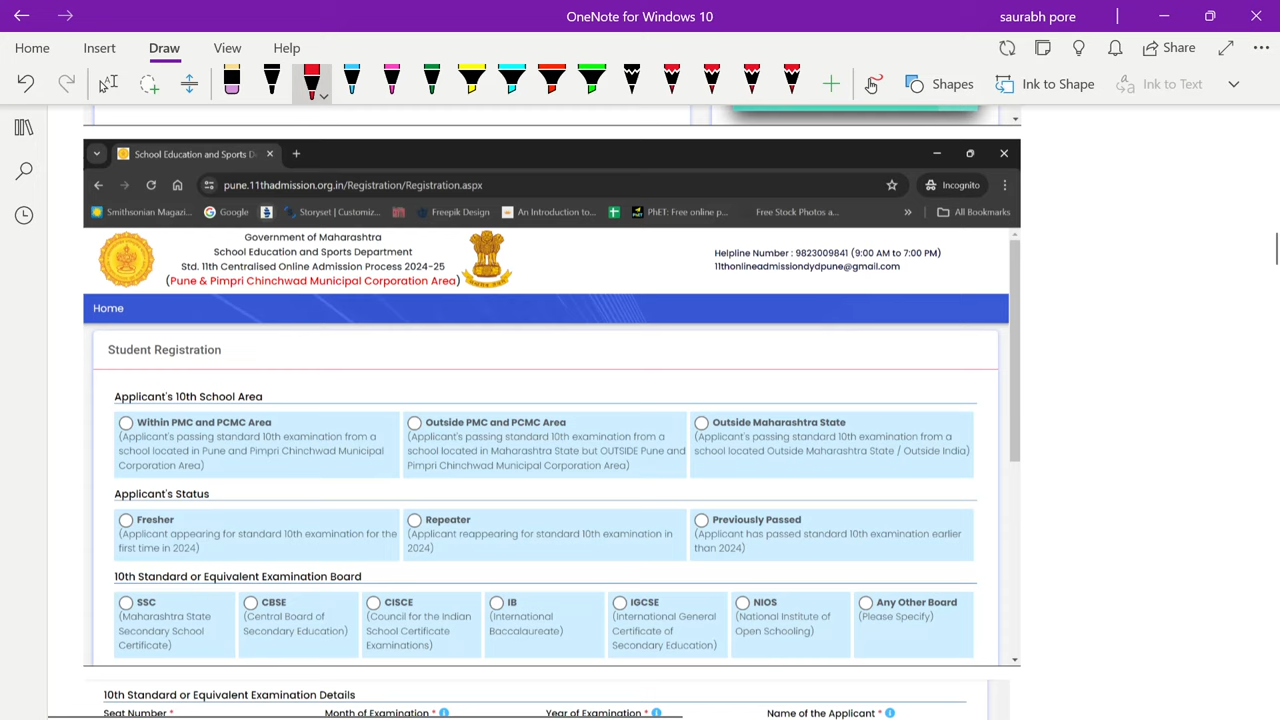 OneNote for Windows 10
saurabh pore
Home
Insert
Draw
View
Help
Share
Shapes
Ink to Shape
Ink to Text
School Education and Sports D
pune.11thadmission.org.in/Registration/Registration.aspx
Incognito
Smithsonian Magazi...
Google
Storyset | Customiz...
Freepik Design
An Introduction to...
PhET: Free online p...
Free Stock Photos a...
All Bookmarks
Government of Maharashtra
School Education and Sports Department
Std. 11th Centralised Online Admission Process 2024-25
(Pune & Pimpri Chinchwad Municipal Corporation Area)
Helpline Number : 9823009841 (9:00 AM to 7:00 PM)
11thonlineadmissiondydpune@gmail.com
Home
Student Registration
Applicant's 10th School Area
Within PMC and PCMC Area
(Applicant's passing standard 10th examination from a
school located in Pune and Pimpri Chinchwad Municipal
Corporation Area)
Outside PMC and PCMC Area
(Applicant's passing standard 10th examination from a
school located in Maharashtra State but OUTSIDE Pune and
Pimpri Chinchwad Municipal Corporation Area)
Outside Maharashtra State
(Applicant's passing standard 10th examination from a
school located Outside Maharashtra State / Outside India)
Applicant's Status
Fresher
(Applicant appearing for standard 10th examination for the
first time in 2024)
Repeater
(Applicant reappearing for standard 10th examination in
2024)
Previously Passed
(Applicant has passed standard 10th examination earlier
than 2024)
10th Standard or Equivalent Examination Board
SSC
(Maharashtra State
Secondary School
Certificate)
CBSE
(Central Board of
Secondary Education)
CISCE
(Council for the Indian
School Certificate
Examinations)
IB
(International
Baccalaureate)
IGCSE
(International General
Certificate of
Secondary Education)
NIOS
(National Institute of
Open Schooling)
Any Other Board
(Please Specify)
10th Standard or Equivalent Examination Details
Seat Number *
Month of Examination *
Year of Examination *
Name of the Applicant *